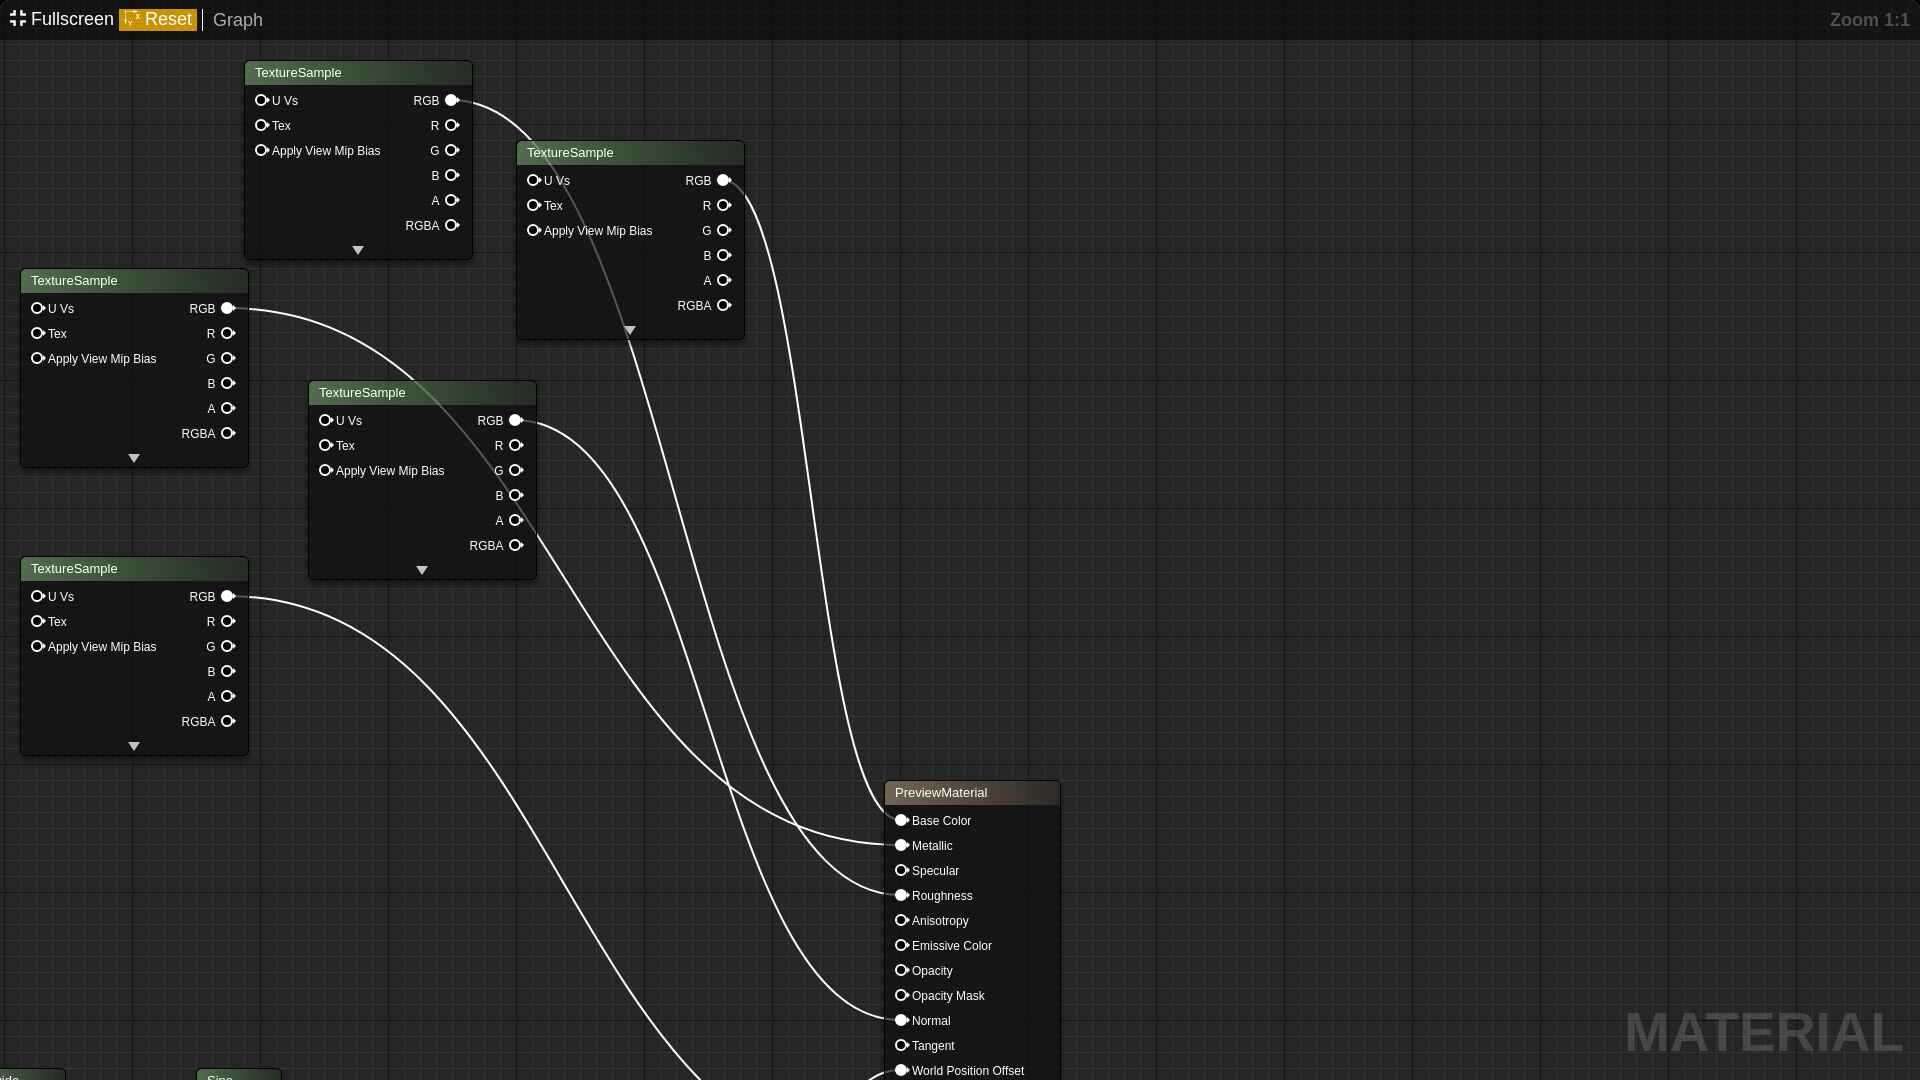 Fullscreen Reset Graph Zoom 1:1
TextureSample
U Vs RGB
Tex R
Apply View Mip Bias G
B
A
RGBA
TextureSample
U Vs RGB
Tex R
Apply View Mip Bias G
B
A
RGBA
TextureSample
U Vs RGB
Tex R
Apply View Mip Bias G
B
A
RGBA
TextureSample
U Vs RGB
Tex R
Apply View Mip Bias G
B
A
RGBA
TextureSample
U Vs RGB
Tex R
Apply View Mip Bias G
B
A
RGBA
PreviewMaterial
Base Color
Metallic
Specular
Roughness
Anisotropy
Emissive Color
Opacity
Opacity Mask
Normal
Tangent
World Position Offset
MATERIAL
Sine